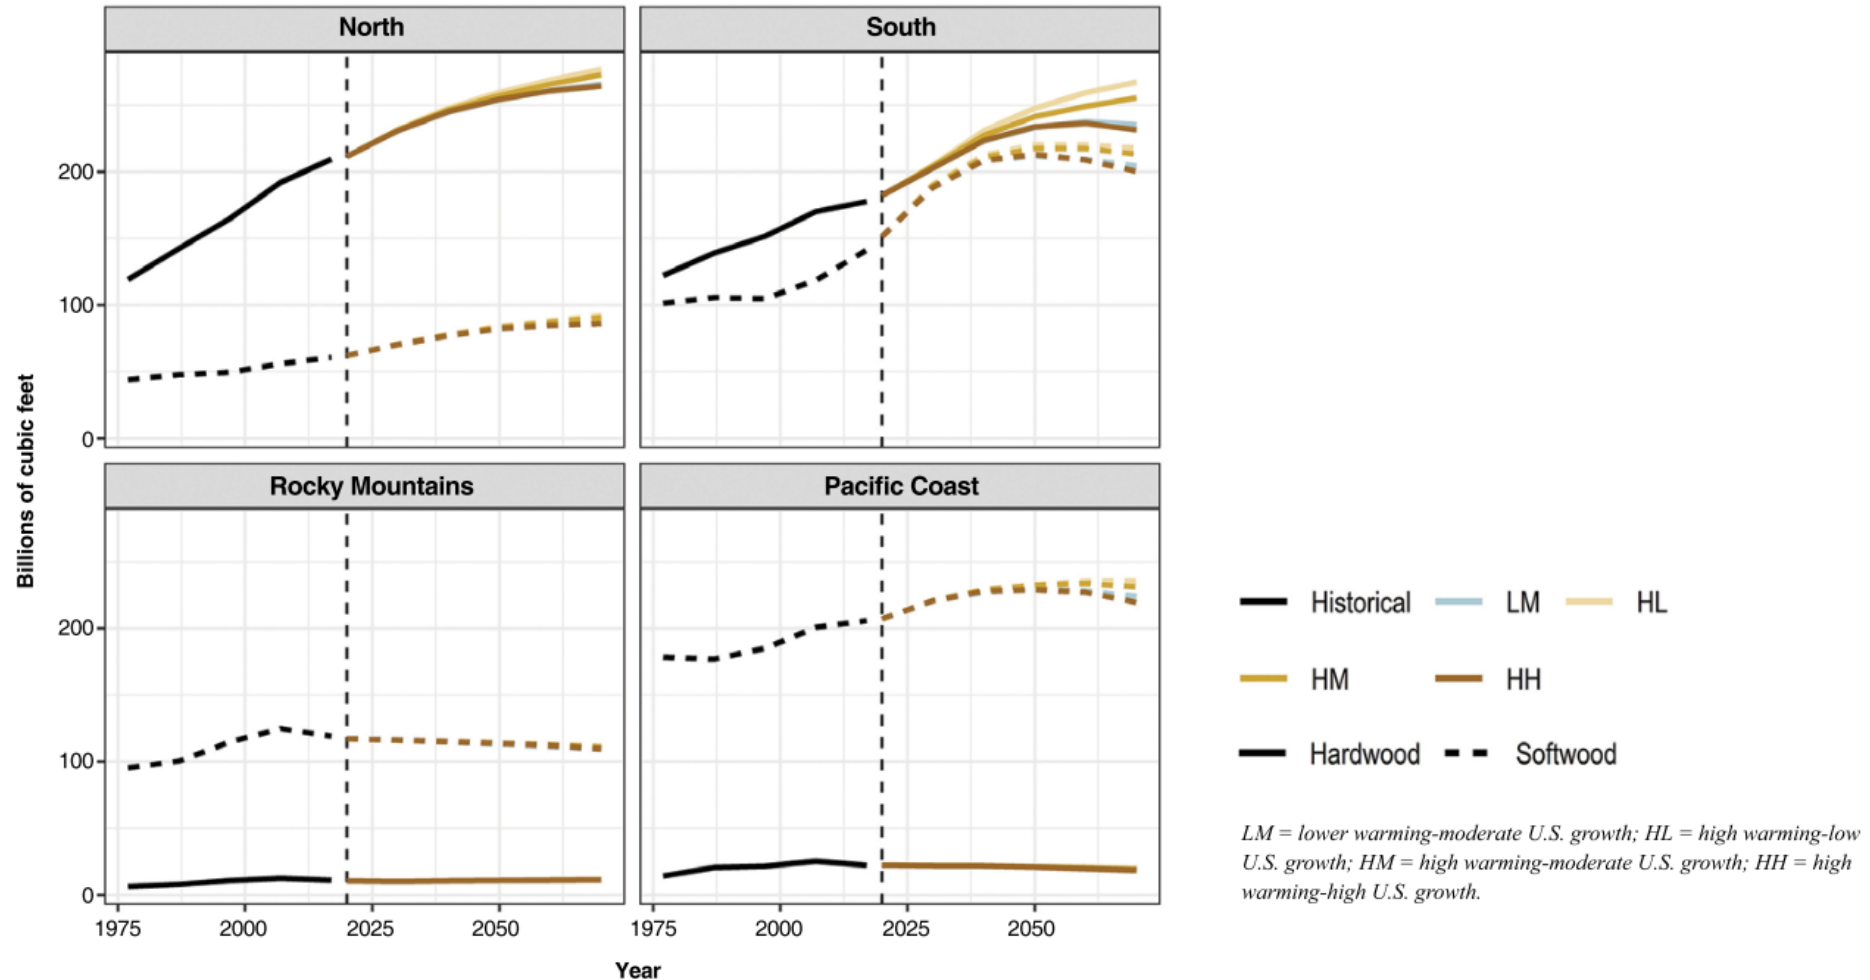 North
South
200
100
0
Rocky Mountains
Pacific Coast
Billions of cubic feet
200
100
0
1975 2000 2025 2050
1975 2000 2025 2050
Year
Historical LM HL
HM HH
Hardwood Softwood
LM = lower warming-moderate U.S. growth; HL = high warming-low
U.S. growth; HM = high warming-moderate U.S. growth; HH = high
warming-high U.S. growth.